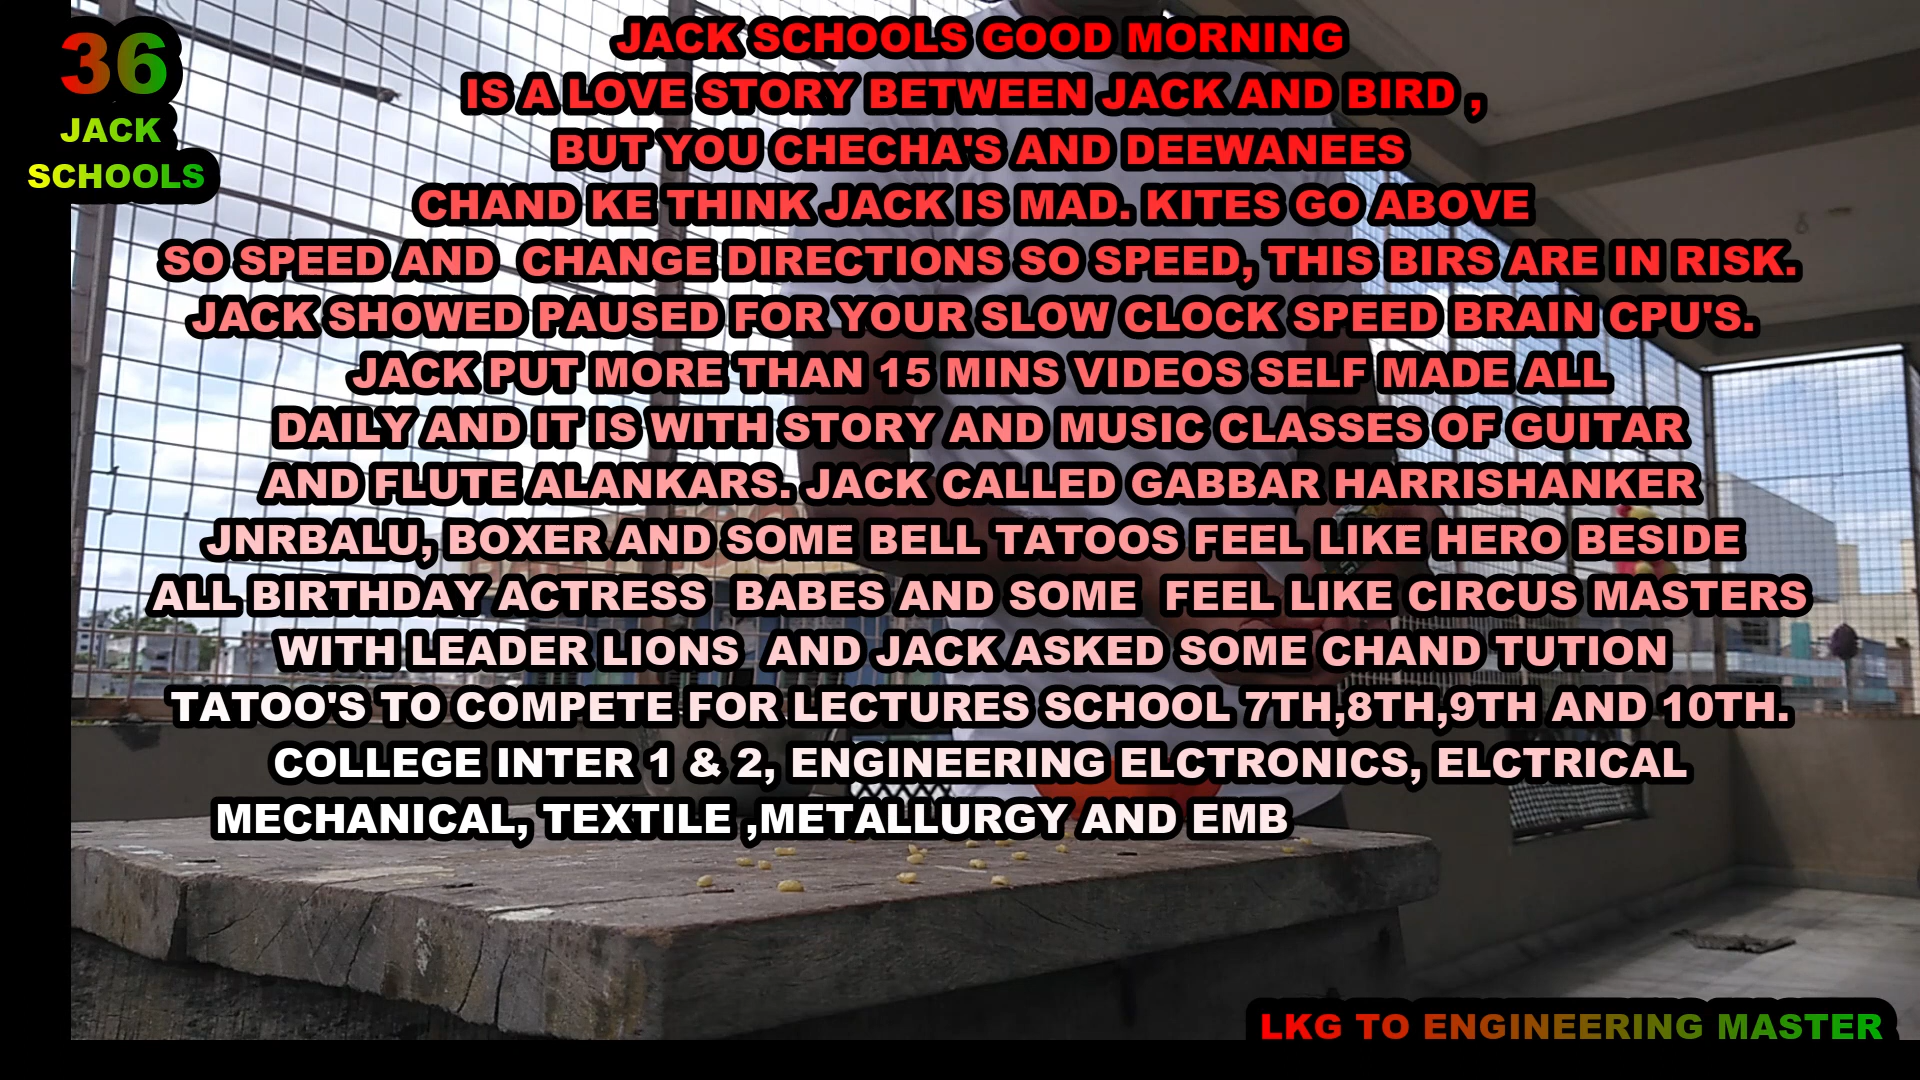 36
JACK
SCHOOLS
JACK SCHOOLS GOOD MORNING
IS A LOVE STORY BETWEEN JACK AND BIRD ,
BUT YOU CHECHA'S AND DEEWANEES
CHAND KE THINK JACK IS MAD. KITES GO ABOVE
SO SPEED AND  CHANGE DIRECTIONS SO SPEED, THIS BIRS ARE IN RISK.
JACK SHOWED PAUSED FOR YOUR SLOW CLOCK SPEED BRAIN CPU'S.
JACK PUT MORE THAN 15 MINS VIDEOS SELF MADE ALL
DAILY AND IT IS WITH STORY AND MUSIC CLASSES OF GUITAR
AND FLUTE ALANKARS. JACK CALLED GABBAR HARRISHANKER
JNRBALU, BOXER AND SOME BELL TATOOS FEEL LIKE HERO BESIDE
ALL BIRTHDAY ACTRESS  BABES AND SOME  FEEL LIKE CIRCUS MASTERS
WITH LEADER LIONS  AND JACK ASKED SOME CHAND TUTION
TATOO'S TO COMPETE FOR LECTURES SCHOOL 7TH,8TH,9TH AND 10TH.
COLLEGE INTER 1 & 2, ENGINEERING ELCTRONICS, ELCTRICAL
MECHANICAL, TEXTILE ,METALLURGY AND EMB
LKG TO ENGINEERING MASTER